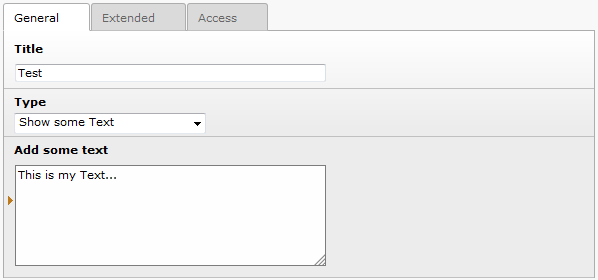 General Extended Access
Title
Test
Type
Show some Text
Add some text
This is my Text...